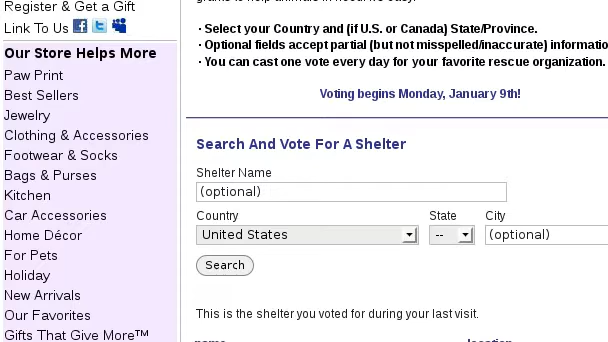 Register & Get a Gift
Link To Us
Our Store Helps More
Paw Print
Best Sellers
Jewelry
Clothing & Accessories
Footwear & Socks
Bags & Purses
Kitchen
Car Accessories
Home Décor
For Pets
Holiday
New Arrivals
Our Favorites
Gifts That Give More™
· Select your Country and (if U.S. or Canada) State/Province.
· Optional fields accept partial (but not misspelled/inaccurate) informatio
· You can cast one vote every day for your favorite rescue organization.
Voting begins Monday, January 9th!
Search And Vote For A Shelter
Shelter Name
(optional)
Country State City
United States -- (optional)
Search
This is the shelter you voted for during your last visit.